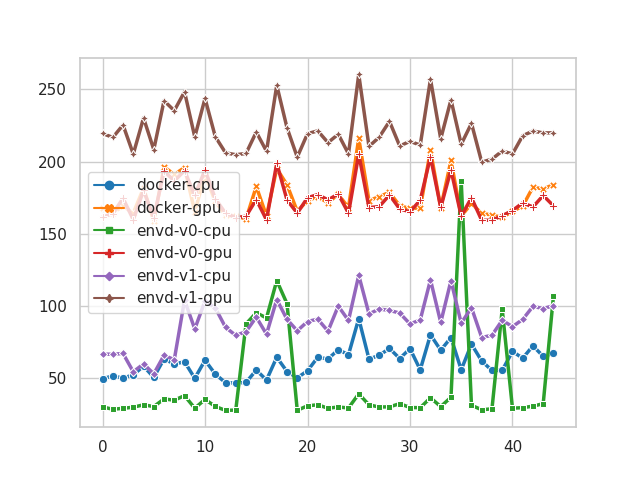 250
200
150
100
50
docker-cpu
docker-gpu
envd-v0-cpu
envd-v0-gpu
envd-v1-cpu
envd-v1-gpu
0 10 20 30 40